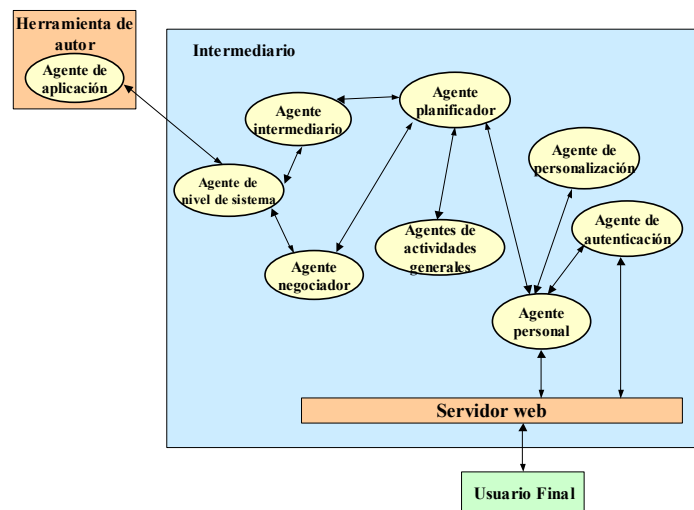 Herramienta de
autor
Agente de
aplicación
Intermediario
Agente
planificador
Agente
intermediario
Agente de
personalización
Agente de
nivel de sistema
Agente de
autenticación
Agentes de
actividades
generales
Agente
negociador
Agente
personal
Servidor web
Usuario Final